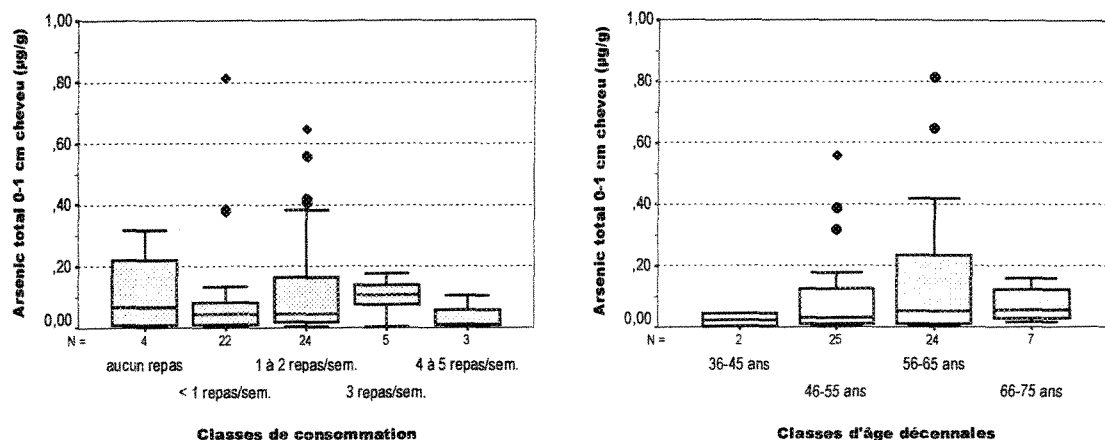 Arsenic total 0-1 cm cheveu (µg/g)
1,00
,80
,60
,40
,20
0,00
N =
4
22
24
5
3
aucun repas
1 à 2 repas/sem.
4 à 5 repas/sem.
< 1 repas/sem.
3 repas/sem.
Classes de consommation
Arsenic total 0-1 cm cheveu (µg/g)
1,00
,80
,60
,40
,20
0,00
N =
2
25
24
7
36-45 ans
56-65 ans
46-55 ans
66-75 ans
Classes d'âge décennales